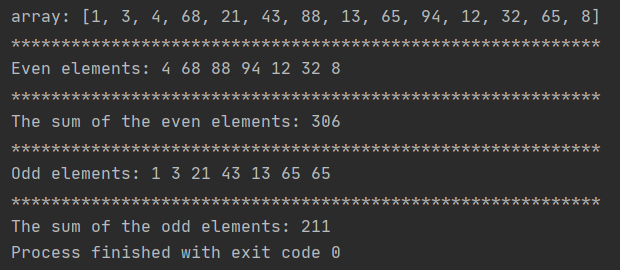 array: [1, 3, 4, 68, 21, 43, 88, 13, 65, 94, 12, 32, 65, 8]
***********************************************************
Even elements: 4 68 88 94 12 32 8
***********************************************************
The sum of the even elements: 306
***********************************************************
Odd elements: 1 3 21 43 13 65 65
***********************************************************
The sum of the odd elements: 211
Process finished with exit code 0